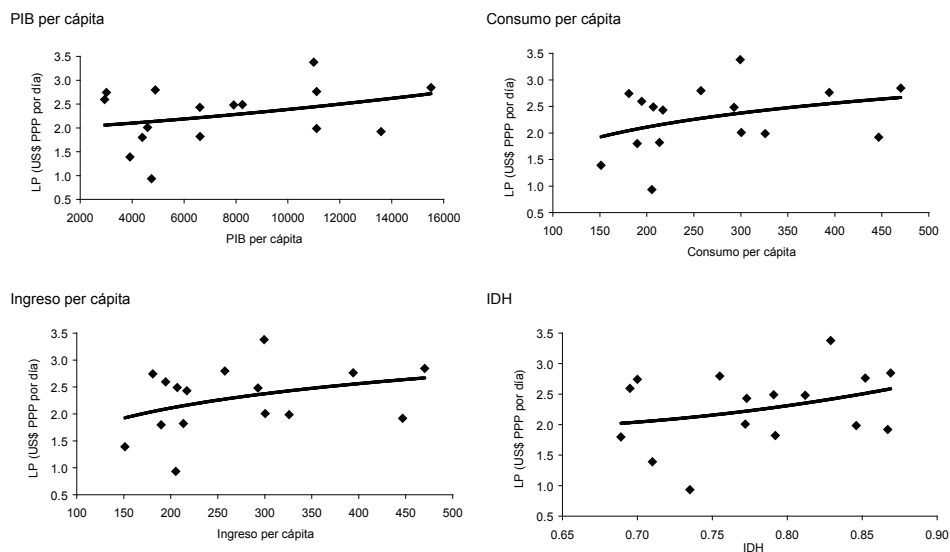 PIB per cápita
3.5
3.0
2.5
2.0
1.5
1.0
0.5
LP (US$ PPP por día)
2000 4000 6000 8000 10000 12000 14000 16000
PIB per cápita
Consumo per cápita
3.5
3.0
2.5
2.0
1.5
1.0
0.5
LP (US$ PPP por día)
100 150 200 250 300 350 400 450 500
Consumo per cápita
Ingreso per cápita
3.5
3.0
2.5
2.0
1.5
1.0
0.5
LP (US$ PPP por día)
100 150 200 250 300 350 400 450 500
Ingreso per cápita
IDH
3.5
3.0
2.5
2.0
1.5
1.0
0.5
LP (US$ PPP por día)
0.65 0.70 0.75 0.80 0.85 0.90
IDH